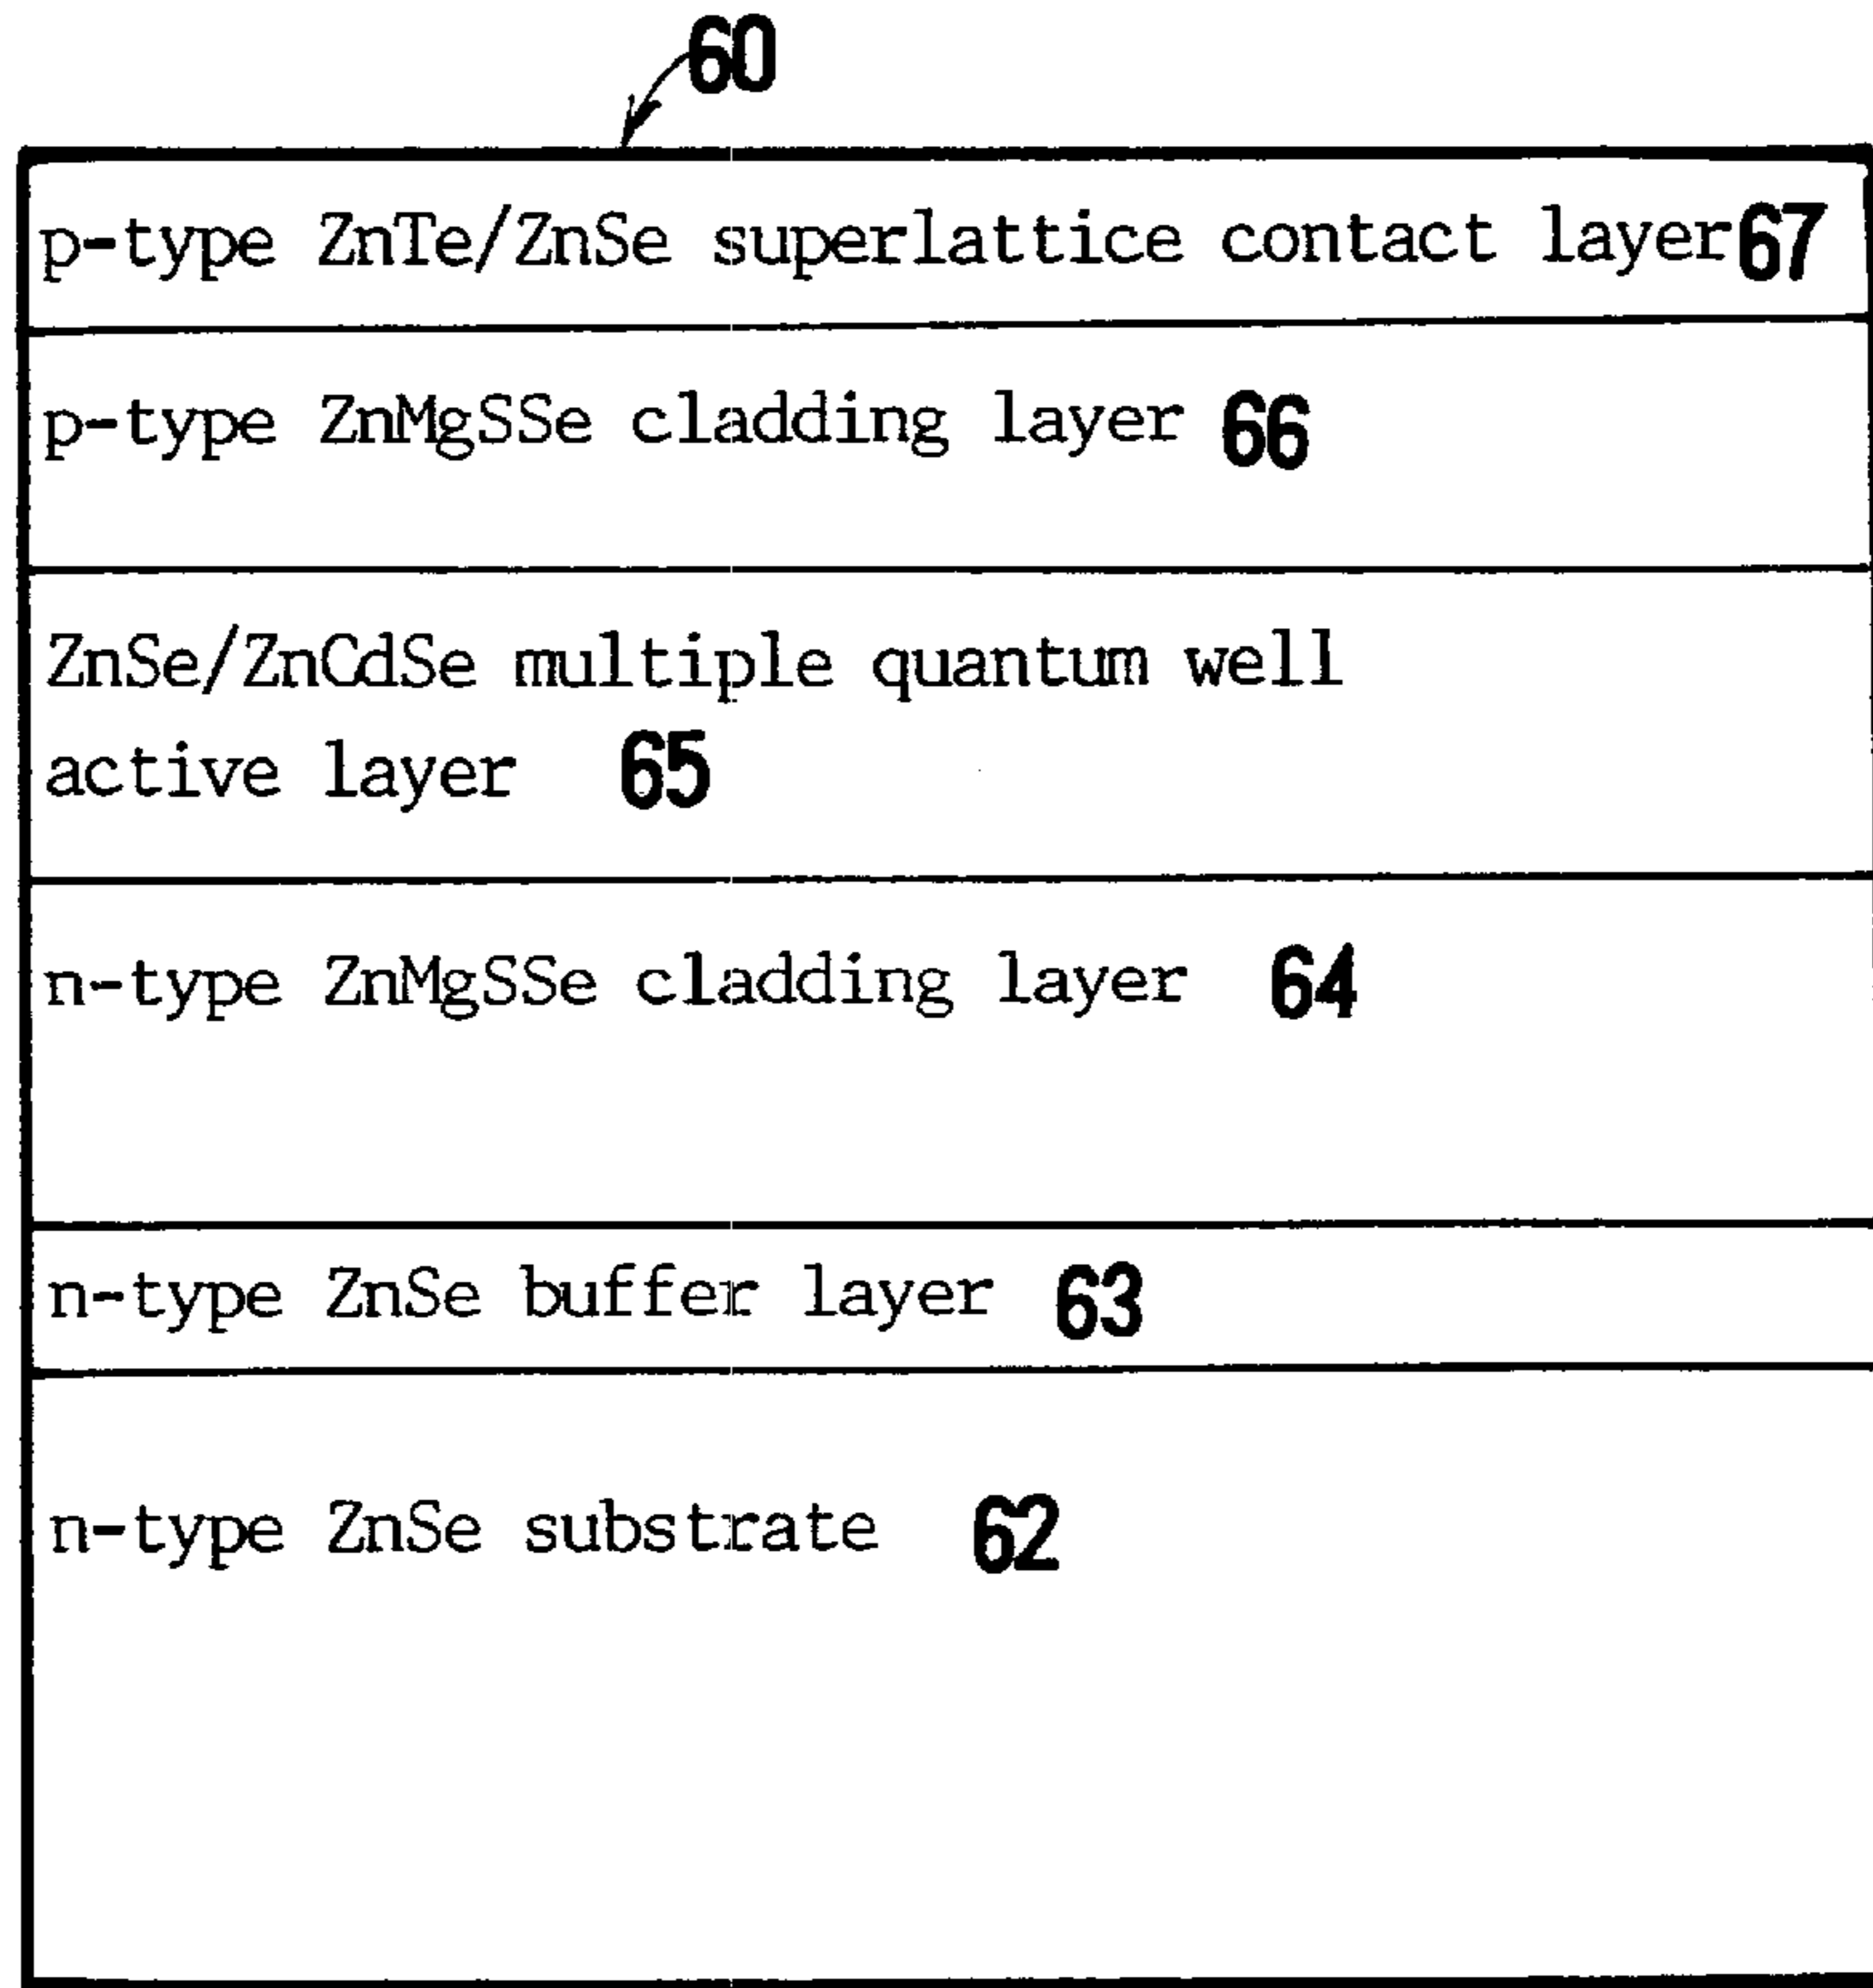 60
p-type ZnTe/ZnSe superlattice contact layer 67
p-type ZnMgSSe cladding layer 66
ZnSe/ZnCdSe multiple quantum well
active layer 65
n-type ZnMgSSe cladding layer 64
n-type ZnSe buffer layer 63
n-type ZnSe substrate 62